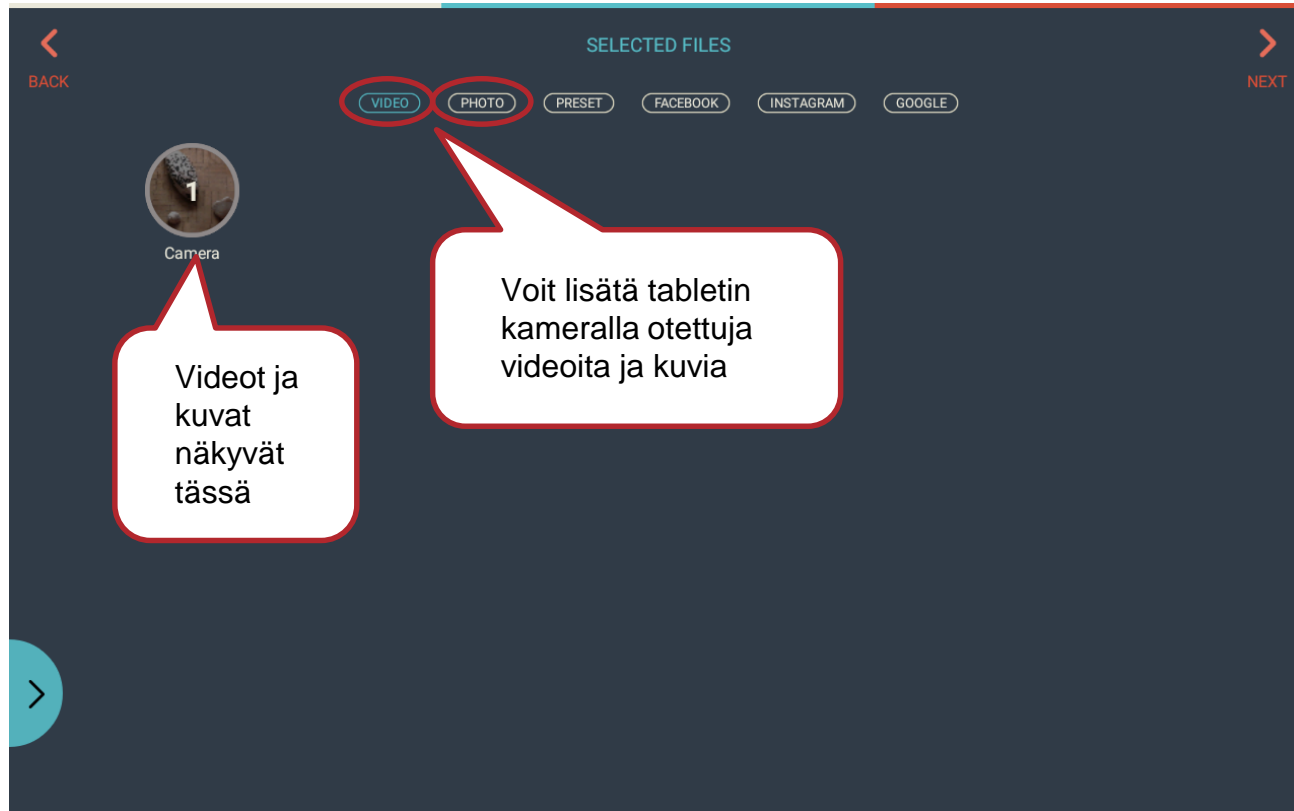 SELECTED FILES
BACK
NEXT
VIDEO PHOTO PRESET FACEBOOK INSTAGRAM GOOGLE
1
Camera
Voit lisätä tabletin
kameralla otettuja
videoita ja kuvia
Videot ja
kuvat
näkyvät
tässä